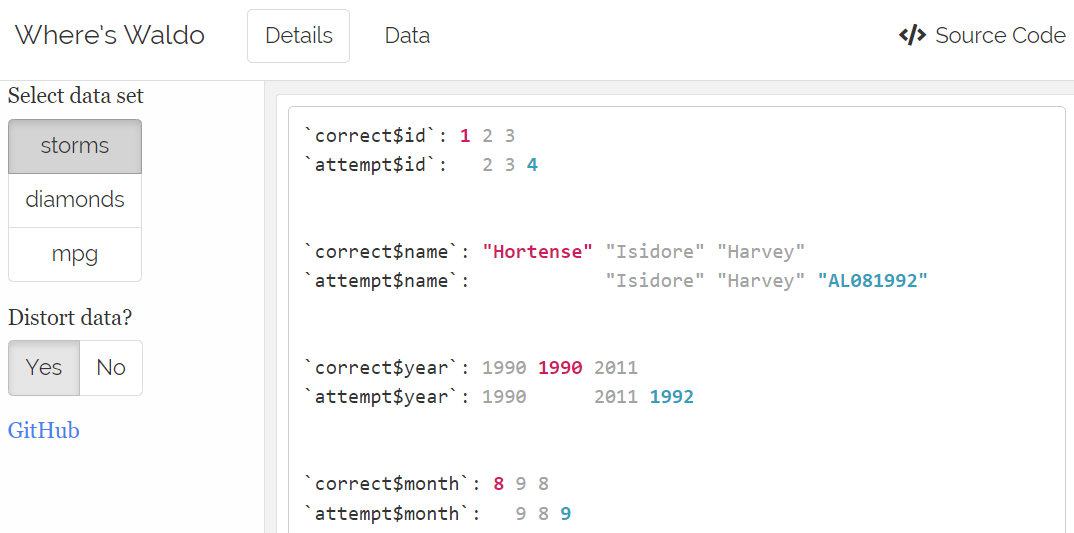 Where's Waldo
Details
Data
</> Source Code
Select data set
storms
diamonds
mpg
Distort data?
Yes
No
GitHub
`correct$id`: 1 2 3
`attempt$id`:   2 3 4
`correct$name`: "Hortense" "Isidore" "Harvey"
`attempt$name`:            "Isidore" "Harvey" "AL081992"
`correct$year`: 1990 1990 2011
`attempt$year`: 1990      2011 1992
`correct$month`: 8 9 8
`attempt$month`:   9 8 9